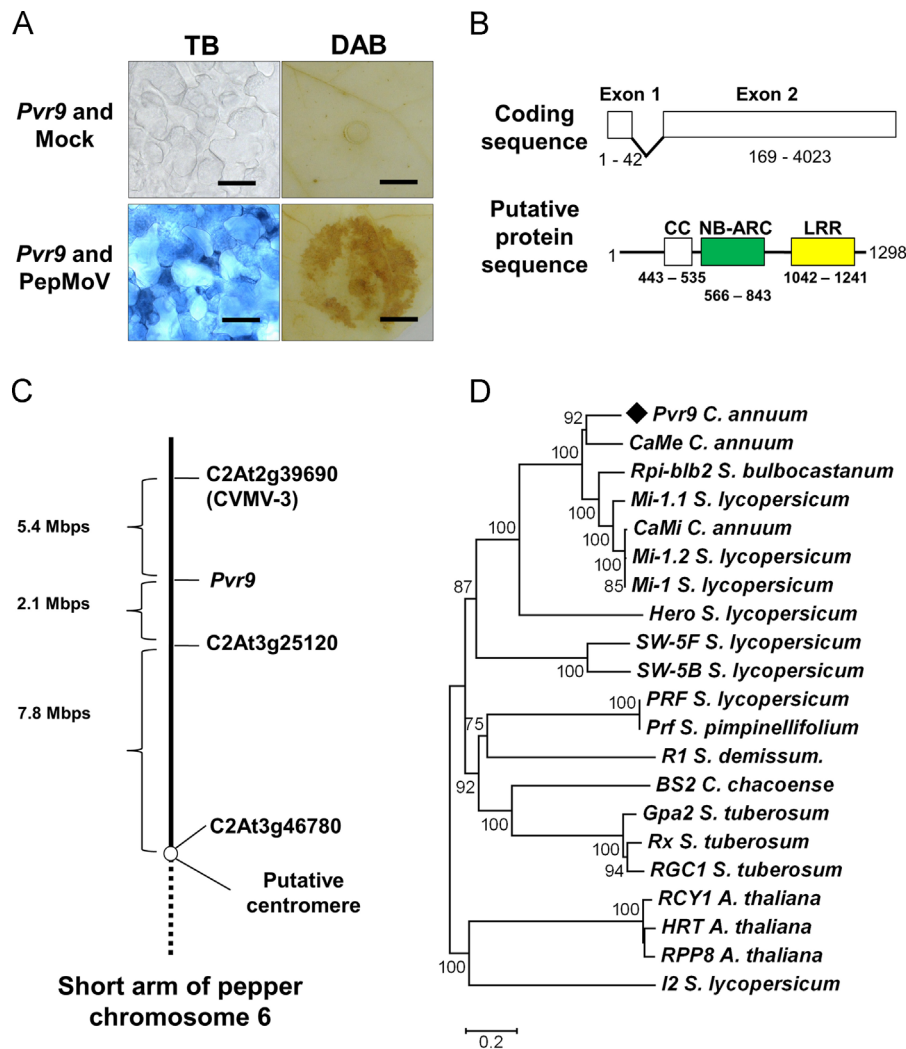 A
TB
DAB
Pvr9 and
Mock
Pvr9 and
PepMoV
B
Exon 1
Exon 2
Coding
sequence
1 - 42
169 - 4023
Putative
protein
sequence
CC
NB-ARC
LRR
1
1298
443 – 535
566 – 843
1042 – 1241
C
C2At2g39690
(CVMV-3)
5.4 Mbps
Pvr9
2.1 Mbps
C2At3g25120
7.8 Mbps
C2At3g46780
Putative
centromere
Short arm of pepper
chromosome 6
D
92
Pvr9 C. annuum
CaMe C. annuum
100
Rpi-blb2 S. bulbocastanum
100
Mi-1.1 S. lycopersicum
100
CaMi C. annuum
100
Mi-1.2 S. lycopersicum
100
85
Mi-1 S. lycopersicum
87
Hero S. lycopersicum
SW-5F S. lycopersicum
100
SW-5B S. lycopersicum
100
PRF S. lycopersicum
75
Prf S. pimpinellifolium
R1 S. demissum.
92
BS2 C. chacoense
100
Gpa2 S. tuberosum
100
Rx S. tuberosum
94
RGC1 S. tuberosum
100
RCY1 A. thaliana
HRT A. thaliana
RPP8 A. thaliana
100
I2 S. lycopersicum
0.2